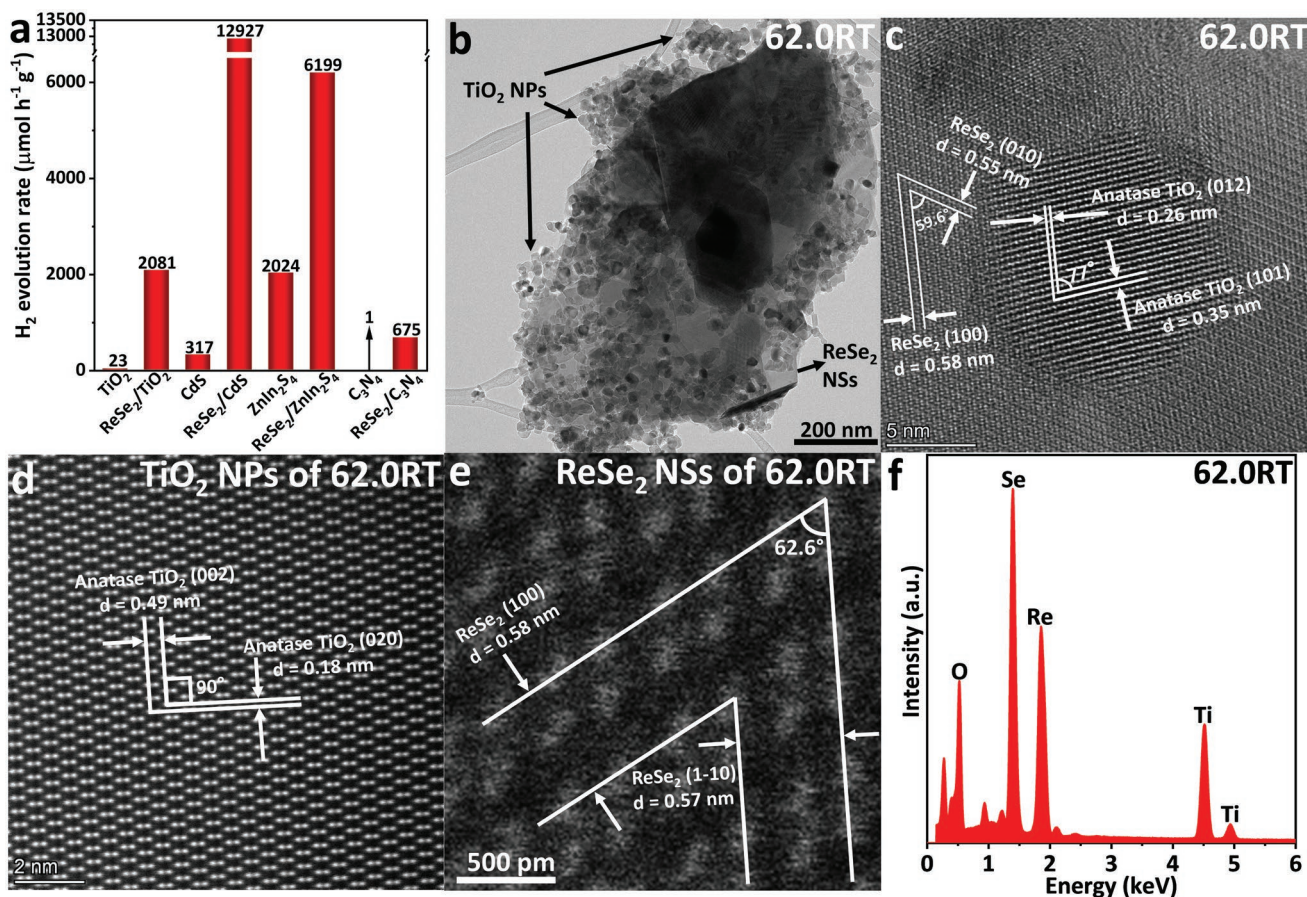 a
13500
13000
6000
4000
2000
0
H₂ evolution rate (μmol h⁻¹ g⁻¹)
23
2081
317
12927
2024
6199
1
675
TiO₂
ReSe₂/TiO₂
CdS
ReSe₂/CdS
ZnIn₂S₄
ReSe₂/ZnIn₂S₄
C₃N₄
ReSe₂/C₃N₄
b
62.0RT
TiO₂ NPs
ReSe₂
NSs
200 nm
c
62.0RT
ReSe₂ (010)
d = 0.55 nm
59.6°
Anatase TiO₂ (012)
d = 0.26 nm
77°
Anatase TiO₂ (101)
d = 0.35 nm
ReSe₂ (100)
d = 0.58 nm
5 nm
d
TiO₂ NPs of 62.0RT
Anatase TiO₂ (002)
d = 0.49 nm
Anatase TiO₂ (020)
d = 0.18 nm
90°
2 nm
e
ReSe₂ NSs of 62.0RT
62.6°
ReSe₂ (100)
d = 0.58 nm
ReSe₂ (1-10)
d = 0.57 nm
500 pm
f
62.0RT
Se
Re
O
Ti
Ti
Intensity (a.u.)
0 1 2 3 4 5 6
Energy (keV)